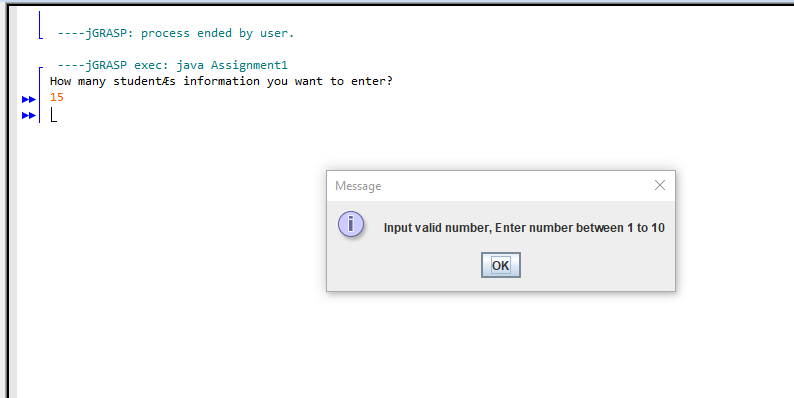 ----jGRASP: process ended by user.
----jGRASP exec: java Assignment1
How many studentÆs information you want to enter?
15
Message
Input valid number, Enter number between 1 to 10
OK